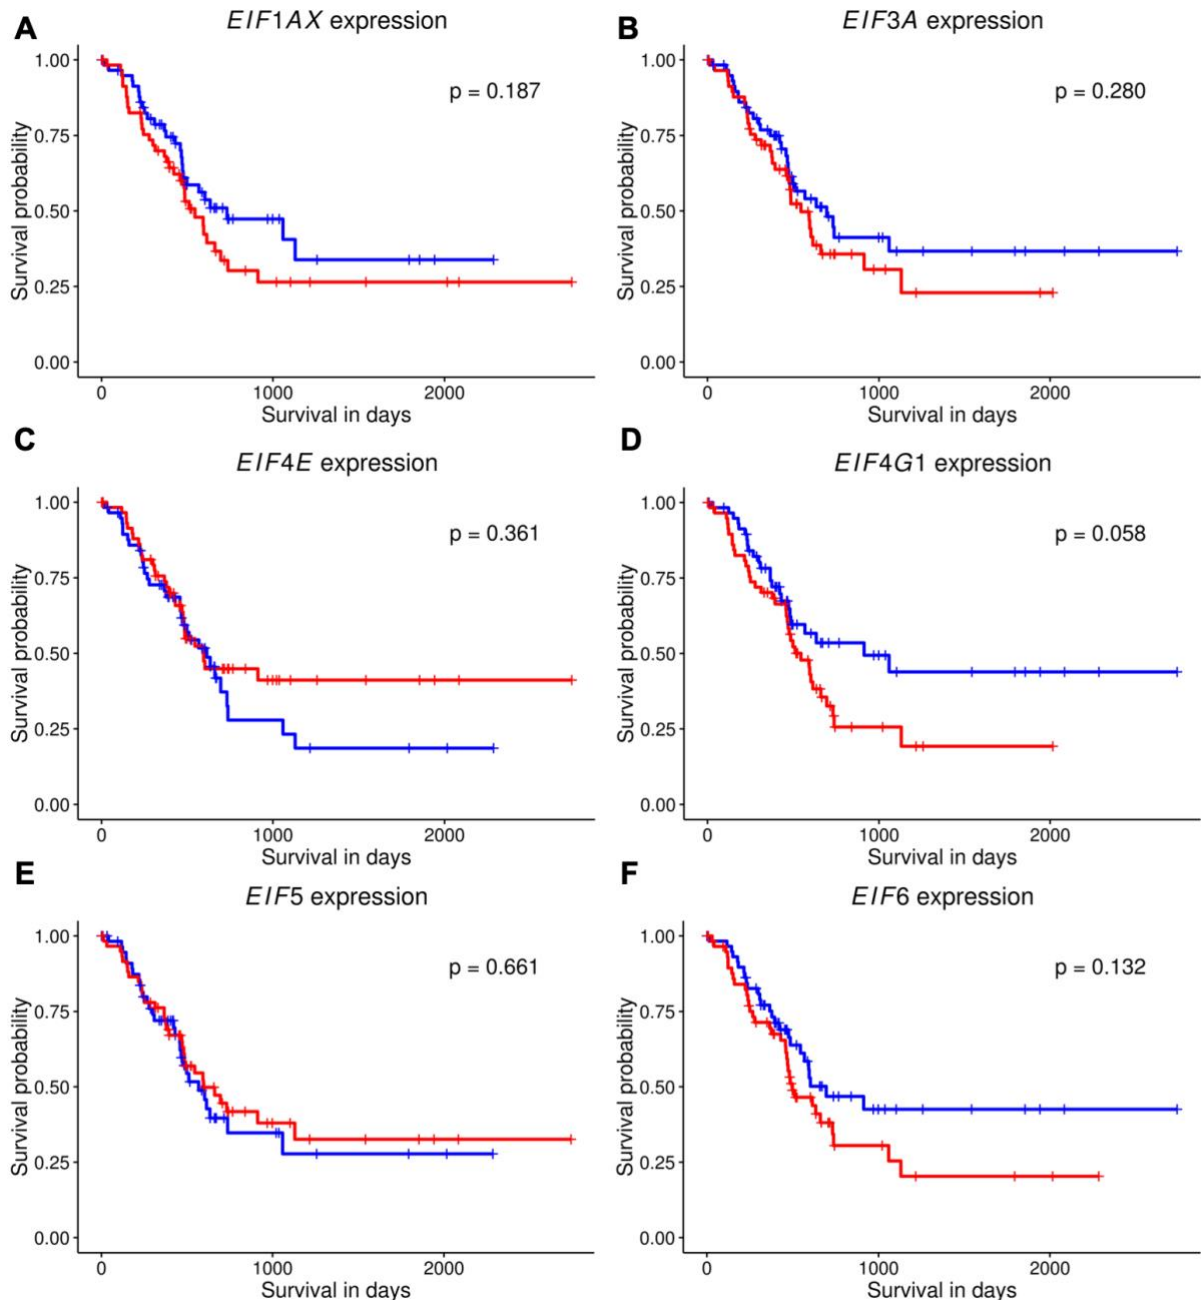 A
EIF1AX expression
p = 0.187
Survival probability
1.00
0.75
0.50
0.25
0.00
0 1000 2000
Survival in days
B
EIF3A expression
p = 0.280
Survival probability
1.00
0.75
0.50
0.25
0.00
0 1000 2000
Survival in days
C
EIF4E expression
p = 0.361
Survival probability
1.00
0.75
0.50
0.25
0.00
0 1000 2000
Survival in days
D
EIF4G1 expression
p = 0.058
Survival probability
1.00
0.75
0.50
0.25
0.00
0 1000 2000
Survival in days
E
EIF5 expression
p = 0.661
Survival probability
1.00
0.75
0.50
0.25
0.00
0 1000 2000
Survival in days
F
EIF6 expression
p = 0.132
Survival probability
1.00
0.75
0.50
0.25
0.00
0 1000 2000
Survival in days